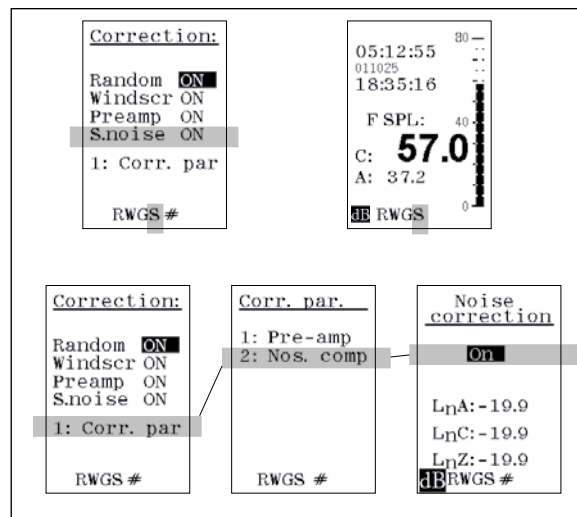 Correction:
Random ON
Windscr ON
Preamp ON
S.noise ON
1: Corr. par
RWGS #
05:12:55
011025
18:35:16
F SPL:
C: 57.0
A: 37.2
dB RWGS
80
40
0
Correction:
Random ON
Windscr ON
Preamp ON
S.noise ON
1: Corr. par
RWGS #
Corr. par.
1: Pre-amp
2: Nos. comp
RWGS #
Noise
correction
On
LnA:-19.9
LnC:-19.9
LnZ:-19.9
dB RWGS #